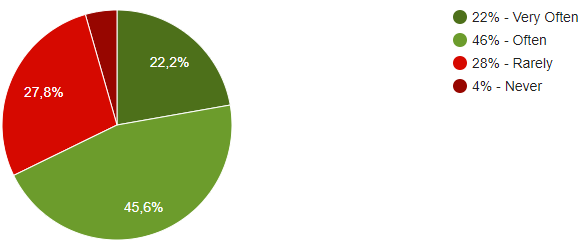 22% - Very Often
46% - Often
28% - Rarely
4% - Never
22,2%
27,8%
45,6%